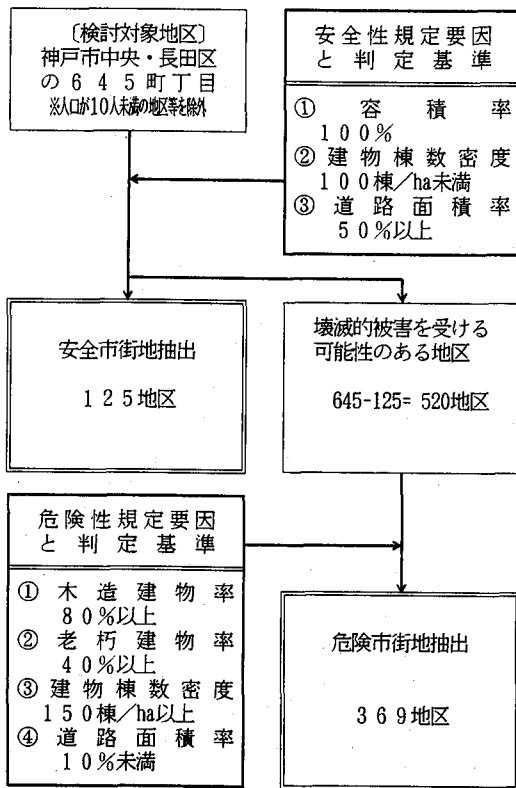 〔検討対象地区〕
神戸市中央・長田区
の645町丁目
※人口が10人未満の地区等を除外
安全性規定要因
と判定基準
① 容積率
100%
② 建物棟数密度
100棟／ha未満
③ 道路面積率
50%以上
安全市街地抽出
125地区
壊滅的被害を受ける
可能性のある地区
645-125= 520地区
危険性規定要因
と判定基準
① 木造建物率
80%以上
② 老朽建物率
40%以上
③ 建物棟数密度
150棟／ha以上
④ 道路面積率
10%未満
危険市街地抽出
369地区